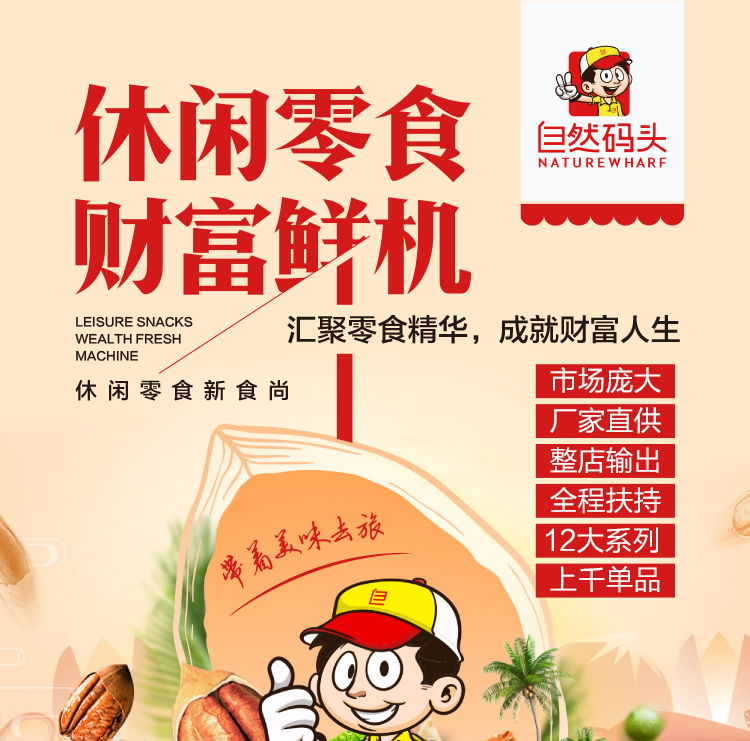 自然码头
NATUREWHARF
休闲零食
财富鲜机
LEISURE SNACKS
WEALTH FRESH
MACHINE
汇聚零食精华，成就财富人生
休闲零食新食尚
市场庞大
厂家直供
整店输出
全程扶持
12大系列
上千单品
带着美味去旅